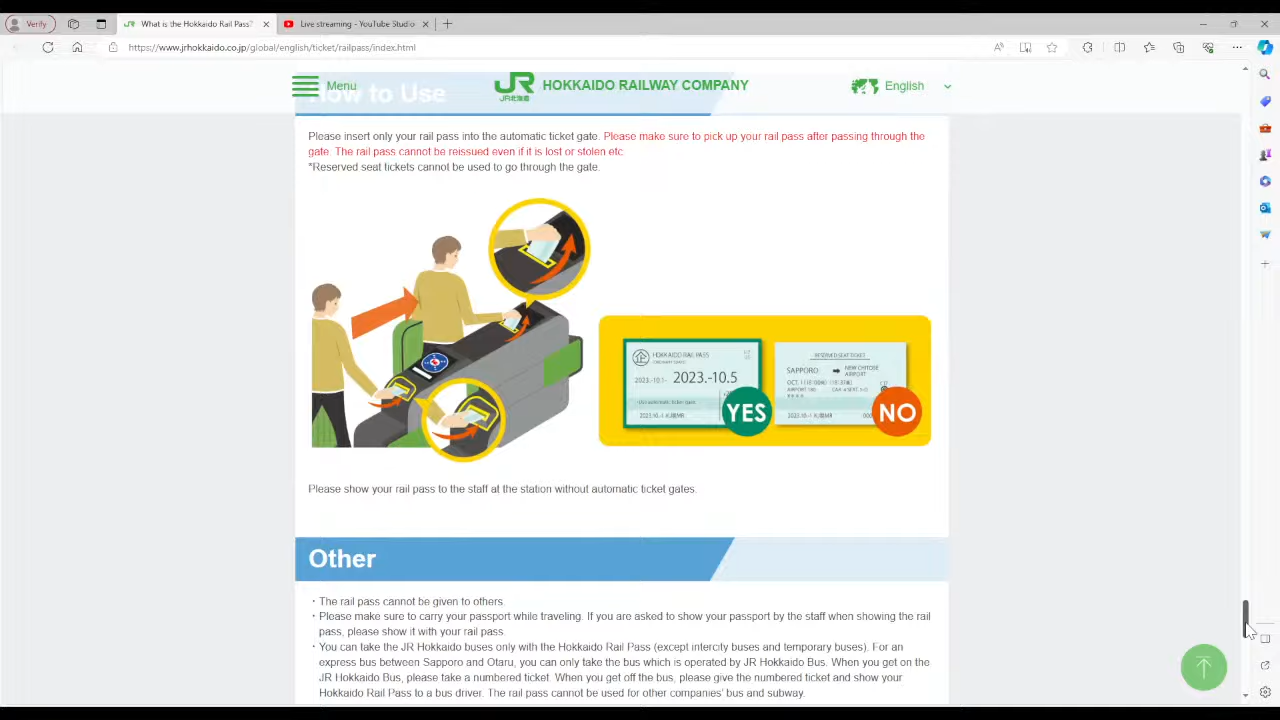 Verify
What is the Hokkaido Rail Pass?
Live streaming - YouTube Studio
https://www.jrhokkaido.co.jp/global/english/ticket/railpass/index.html
Menu
JR
JR北海道
HOKKAIDO RAILWAY COMPANY
English
How to Use
Please insert only your rail pass into the automatic ticket gate. Please make sure to pick up your rail pass after passing through the
gate. The rail pass cannot be reissued even if it is lost or stolen etc.
*Reserved seat tickets cannot be used to go through the gate.
HOKKAIDO RAIL PASS
2023.-10.1- 2023.-10.5
YES
RESERVED SEAT TICKET
SAPPORO
NEW CHITOSE
AIRPORT
NO
Please show your rail pass to the staff at the station without automatic ticket gates.
Other
・The rail pass cannot be given to others.
・Please make sure to carry your passport while traveling. If you are asked to show your passport by the staff when showing the rail
pass, please show it with your rail pass.
・You can take the JR Hokkaido buses only with the Hokkaido Rail Pass (except intercity buses and temporary buses). For an
express bus between Sapporo and Otaru, you can only take the bus which is operated by JR Hokkaido Bus. When you get on the
JR Hokkaido Bus, please take a numbered ticket. When you get off the bus, please give the numbered ticket and show your
Hokkaido Rail Pass to a bus driver. The rail pass cannot be used for other companies' bus and subway.